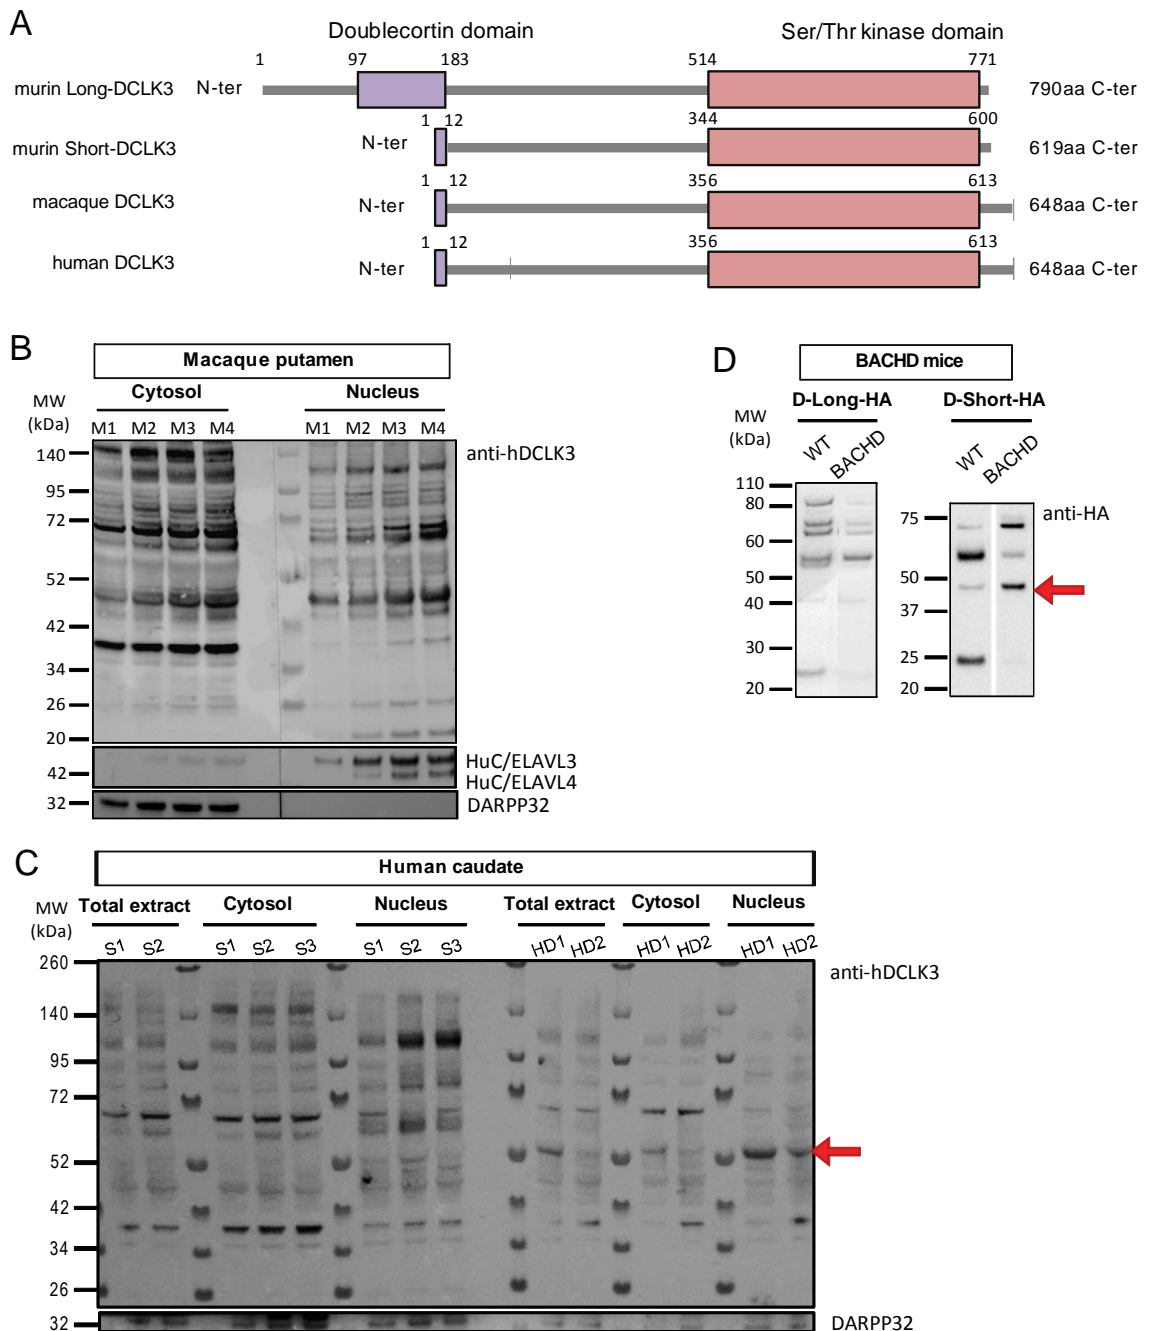 A
Doublecortin domain
Ser/Thr kinase domain
1 97 183 514 771
murin Long-DCLK3 N-ter 790aa C-ter
1 12 344 600
murin Short-DCLK3 N-ter 619aa C-ter
1 12 356 613
macaque DCLK3 N-ter 648aa C-ter
1 12 356 613
human DCLK3 N-ter 648aa C-ter
B
Macaque putamen
Cytosol Nucleus
MW
(kDa)
M1 M2 M3 M4 M1 M2 M3 M4
anti-hDCLK3
140
95
72
52
42
34
26
20
HuC/ELAVL3
42
HuC/ELAVL4
32
DARPP32
D
BACHD mice
D-Long-HA D-Short-HA
MW
(kDa)
WT BACHD WT BACHD
anti-HA
110
80
60
50
40
30
20
75
50
37
25
20
C
Human caudate
MW
(kDa)
Total extract Cytosol Nucleus Total extract Cytosol Nucleus
S1 S2 S1 S2 S3 S1 S2 S3 HD1 HD2 HD1 HD2 HD1 HD2
anti-hDCLK3
260
140
95
72
52
42
34
26
32
DARPP32